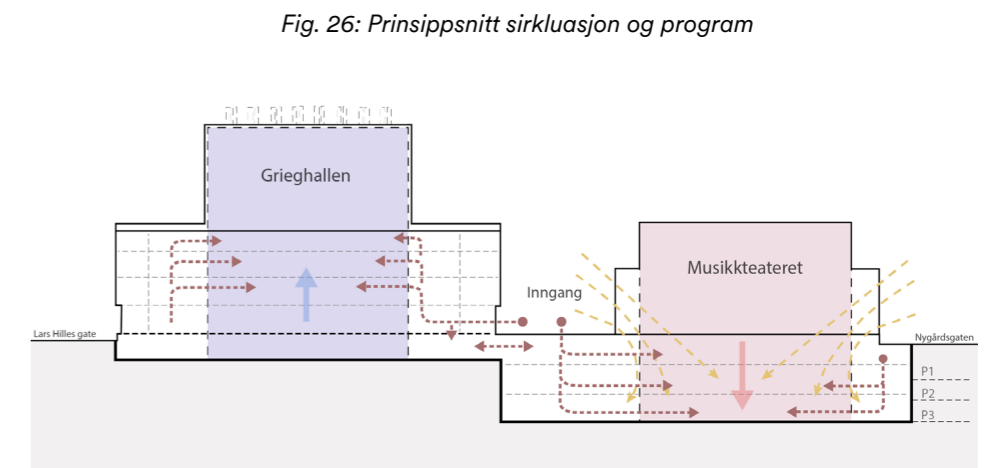 Fig. 26: Prinsippsnitt sirkluasjon og program
Grieghallen
Musikkteateret
Inngang
Lars Hilles gate
Nygårdsgaten
P1
P2
P3